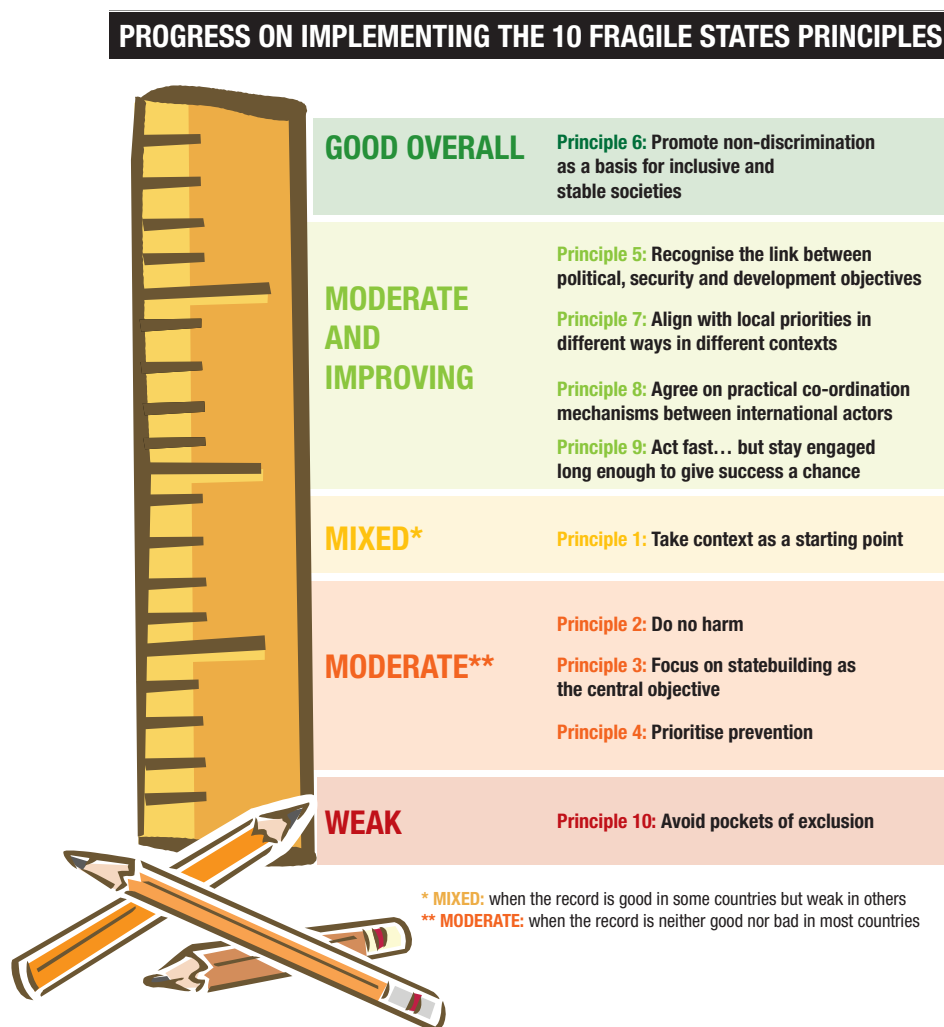 PROGRESS ON IMPLEMENTING THE 10 FRAGILE STATES PRINCIPLES
GOOD OVERALL
Principle 6: Promote non-discrimination
as a basis for inclusive and
stable societies
MODERATE
AND
IMPROVING
Principle 5: Recognise the link between
political, security and development objectives
Principle 7: Align with local priorities in
different ways in different contexts
Principle 8: Agree on practical co-ordination
mechanisms between international actors
Principle 9: Act fast… but stay engaged
long enough to give success a chance
MIXED*
Principle 1: Take context as a starting point
MODERATE**
Principle 2: Do no harm
Principle 3: Focus on statebuilding as
the central objective
Principle 4: Prioritise prevention
WEAK
Principle 10: Avoid pockets of exclusion
* MIXED: when the record is good in some countries but weak in others
** MODERATE: when the record is neither good nor bad in most countries